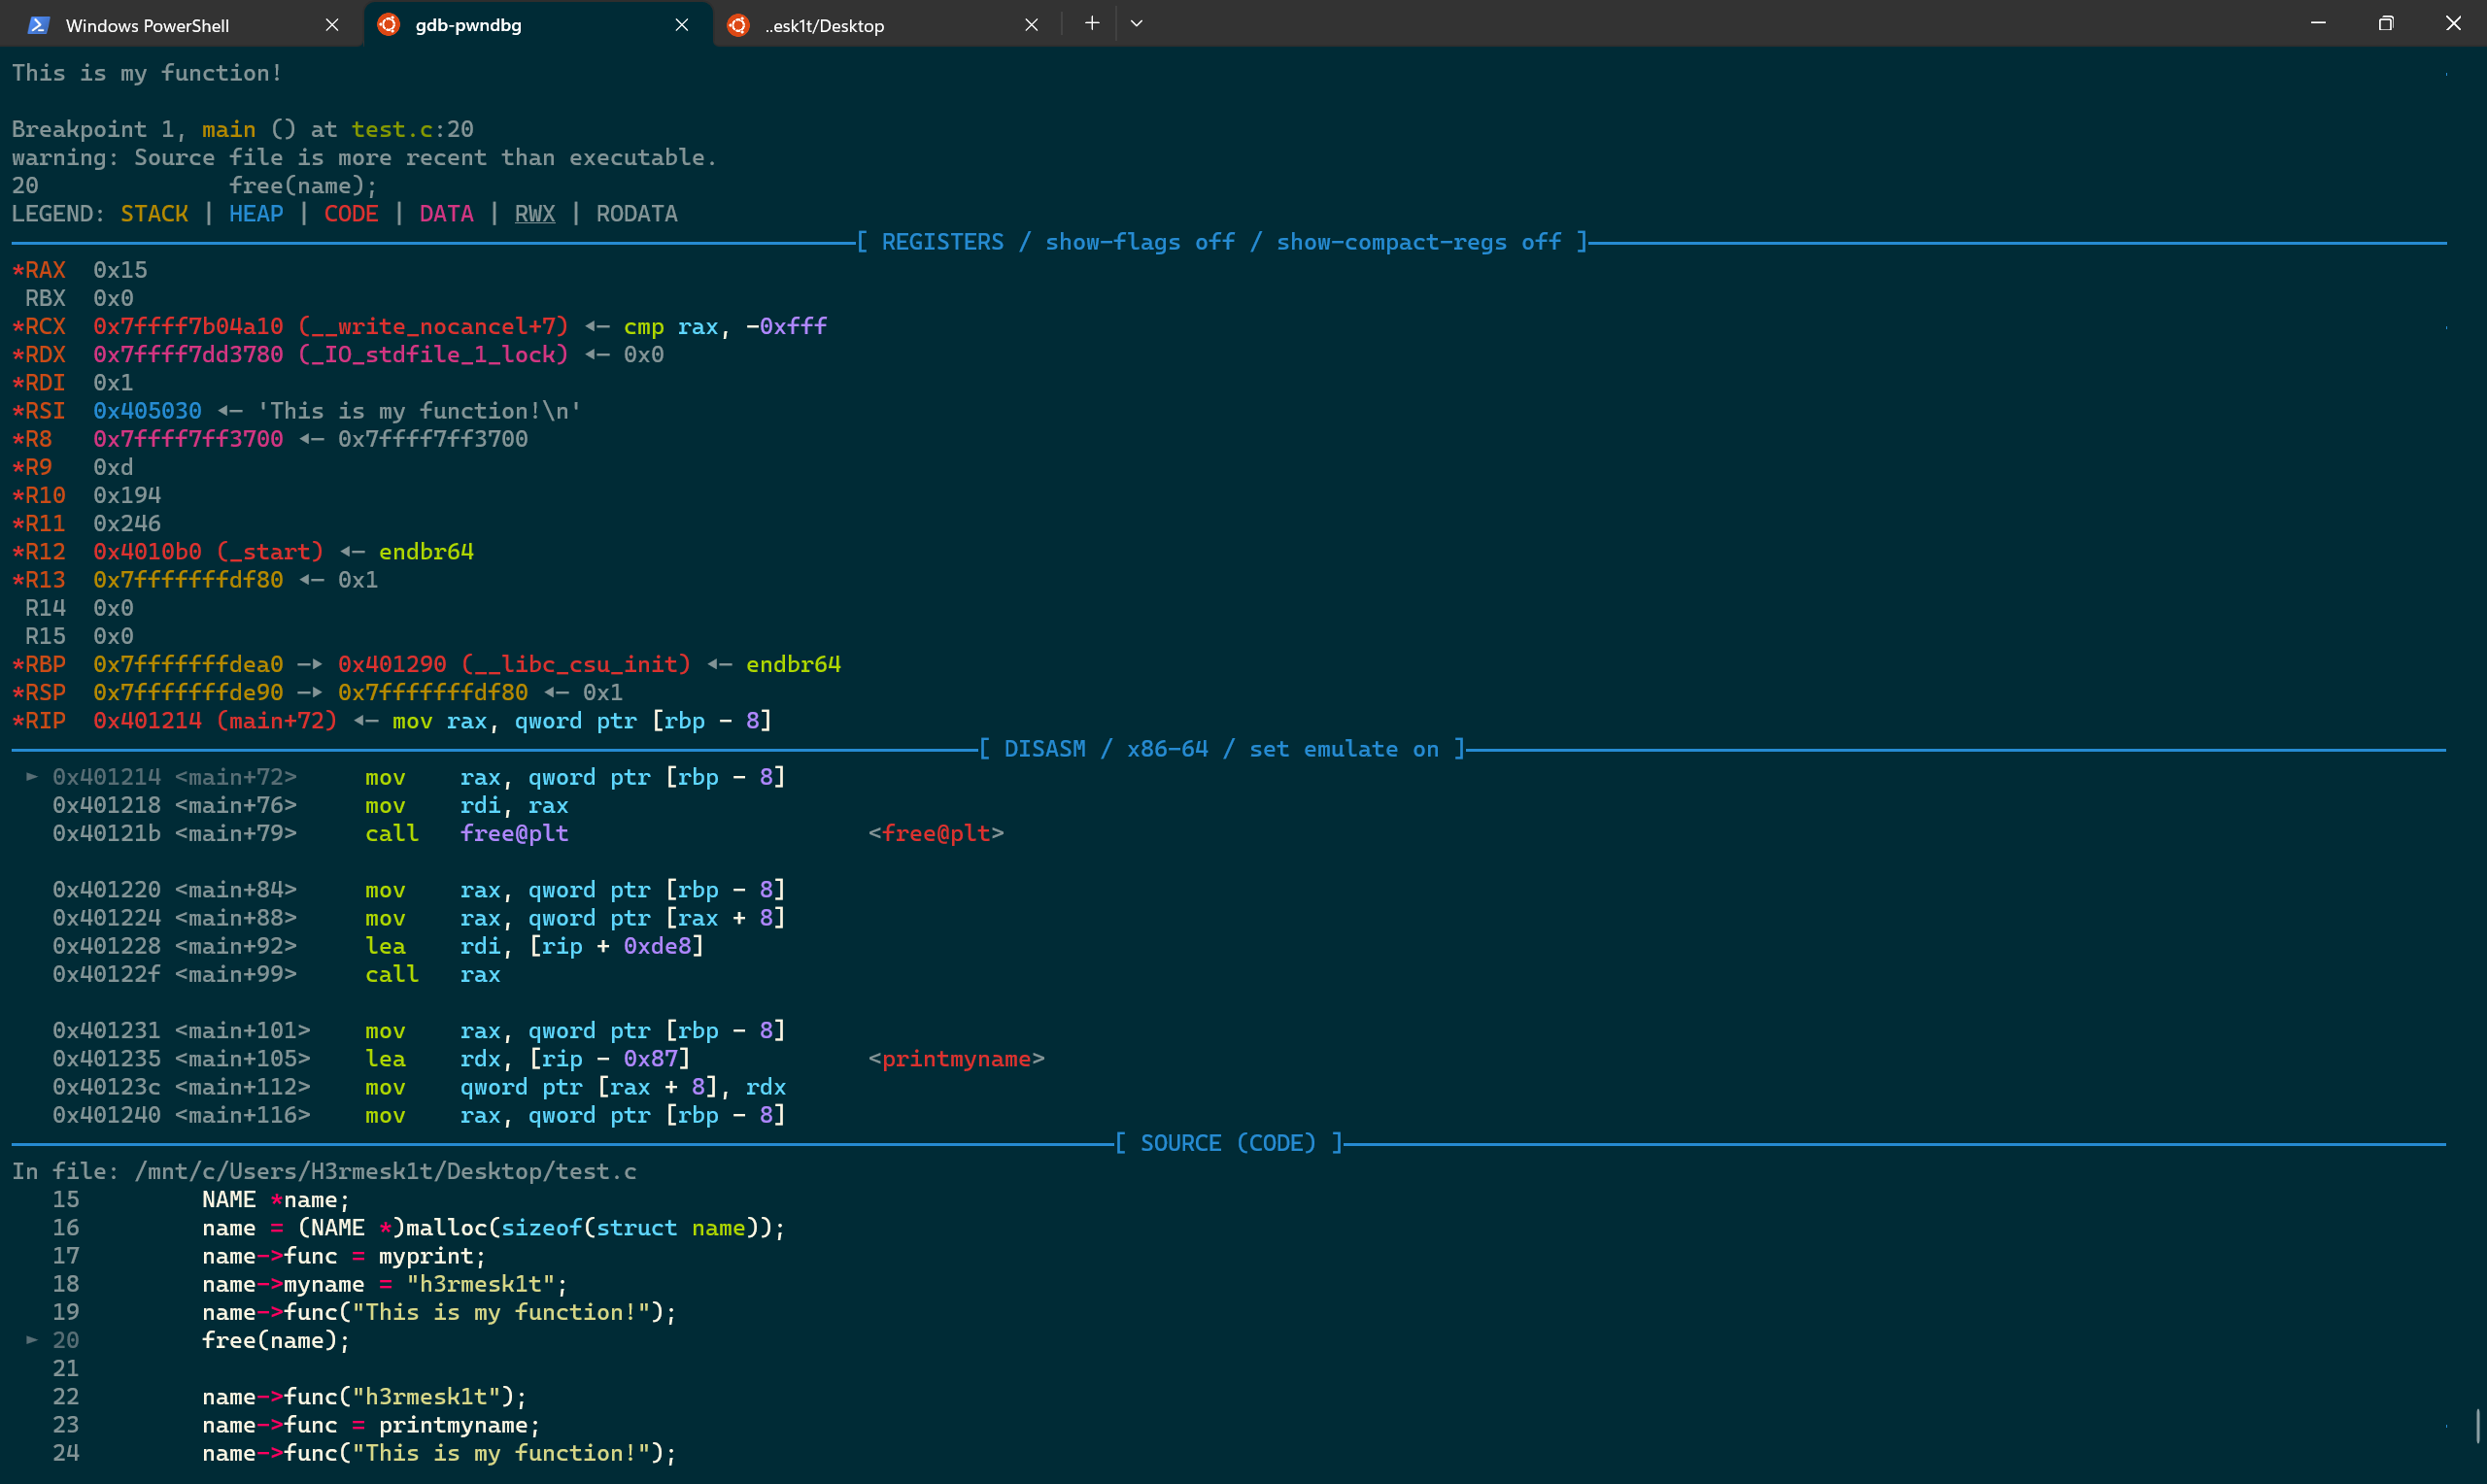 Windows PowerShell gdb-pwndbg ..esk1t/Desktop
This is my function!
Breakpoint 1, main () at test.c:20
warning: Source file is more recent than executable.
20              free(name);
LEGEND: STACK | HEAP | CODE | DATA | RWX | RODATA
[ REGISTERS / show-flags off / show-compact-regs off ]
*RAX  0x15
 RBX  0x0
*RCX  0x7ffff7b04a10 (__write_nocancel+7) ◂— cmp rax, -0xfff
*RDX  0x7ffff7dd3780 (_IO_stdfile_1_lock) ◂— 0x0
*RDI  0x1
*RSI  0x405030 ◂— 'This is my function!\n'
*R8   0x7ffff7ff3700 ◂— 0x7ffff7ff3700
*R9   0xd
*R10  0x194
*R11  0x246
*R12  0x4010b0 (_start) ◂— endbr64
*R13  0x7fffffffdf80 ◂— 0x1
 R14  0x0
 R15  0x0
*RBP  0x7fffffffdea0 —▸ 0x401290 (__libc_csu_init) ◂— endbr64
*RSP  0x7fffffffde90 —▸ 0x7fffffffdf80 ◂— 0x1
*RIP  0x401214 (main+72) ◂— mov rax, qword ptr [rbp - 8]
[ DISASM / x86-64 / set emulate on ]
 ► 0x401214 <main+72>     mov    rax, qword ptr [rbp - 8]
   0x401218 <main+76>     mov    rdi, rax
   0x40121b <main+79>     call   free@plt                      <free@plt>
   0x401220 <main+84>     mov    rax, qword ptr [rbp - 8]
   0x401224 <main+88>     mov    rax, qword ptr [rax + 8]
   0x401228 <main+92>     lea    rdi, [rip + 0xde8]
   0x40122f <main+99>     call   rax
   0x401231 <main+101>    mov    rax, qword ptr [rbp - 8]
   0x401235 <main+105>    lea    rdx, [rip - 0x87]             <printmyname>
   0x40123c <main+112>    mov    qword ptr [rax + 8], rdx
   0x401240 <main+116>    mov    rax, qword ptr [rbp - 8]
[ SOURCE (CODE) ]
In file: /mnt/c/Users/H3rmesk1t/Desktop/test.c
   15         NAME *name;
   16         name = (NAME *)malloc(sizeof(struct name));
   17         name->func = myprint;
   18         name->myname = "h3rmesk1t";
   19         name->func("This is my function!");
 ► 20         free(name);
   21
   22         name->func("h3rmesk1t");
   23         name->func = printmyname;
   24         name->func("This is my function!");